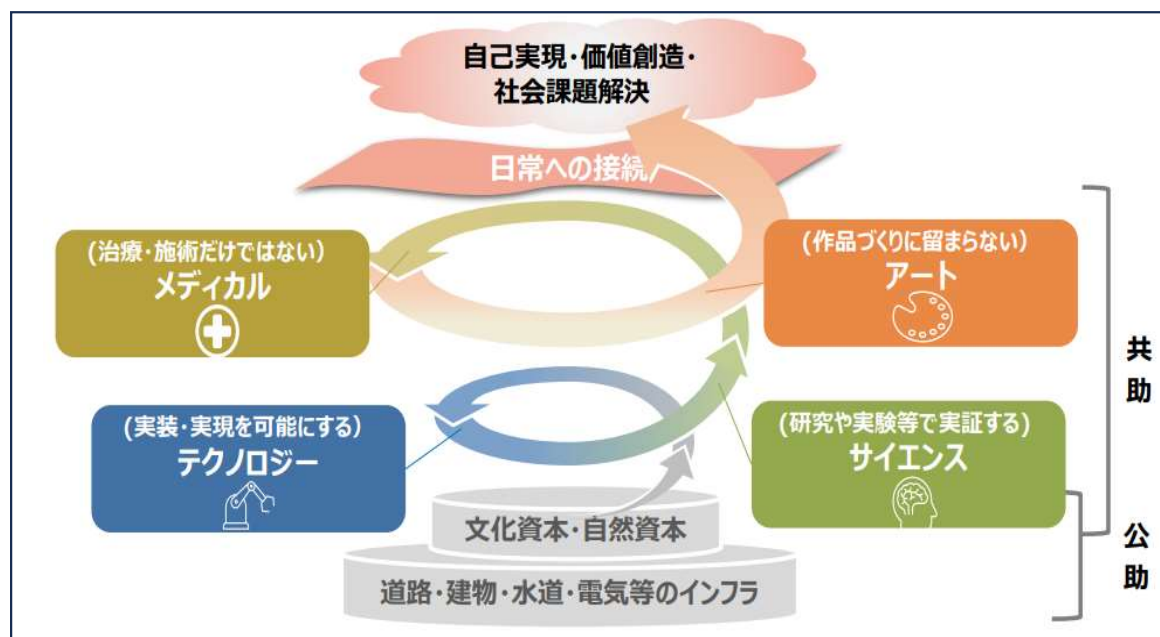 自己実現・価値創造・
社会課題解決
日常への接続
(治療・施術だけではない)
メディカル
(作品づくりに留まらない)
アート
(実装・実現を可能にする)
テクノロジー
(研究や実験等で実証する)
サイエンス
文化資本・自然資本
道路・建物・水道・電気等のインフラ
共
助
公
助